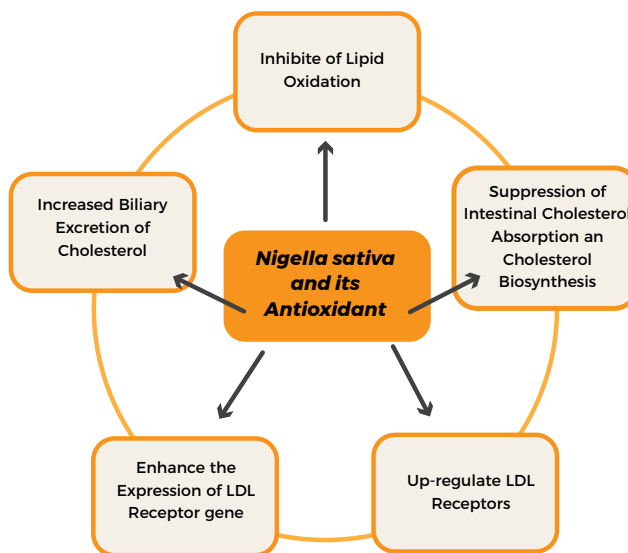 Inhibite of Lipid
Oxidation
Increased Biliary
Excretion of
Cholesterol
Suppression of
Intestinal Cholesterol
Absorption an
Cholesterol
Biosynthesis
Nigella sativa
and its
Antioxidant
Enhance the
Expression of LDL
Receptor gene
Up-regulate LDL
Receptors